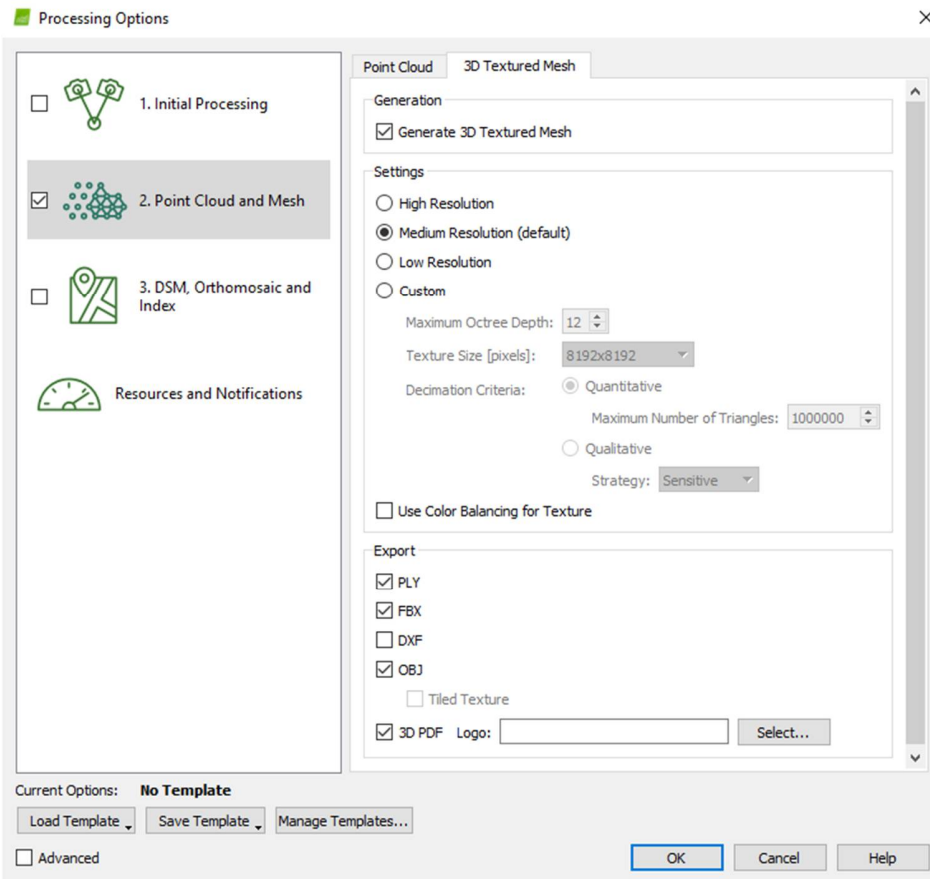 Processing Options
1. Initial Processing
2. Point Cloud and Mesh
3. DSM, Orthomosaic and
Index
Resources and Notifications
Point Cloud
3D Textured Mesh
Generation
Generate 3D Textured Mesh
Settings
High Resolution
Medium Resolution (default)
Low Resolution
Custom
Maximum Octree Depth: 12
Texture Size [pixels]: 8192x8192
Decimation Criteria: Quantitative
Maximum Number of Triangles: 1000000
Qualitative
Strategy: Sensitive
Use Color Balancing for Texture
Export
PLY
FBX
DXF
OBJ
Tiled Texture
3D PDF Logo: Select...
Current Options: No Template
Load Template Save Template Manage Templates...
Advanced
OK Cancel Help